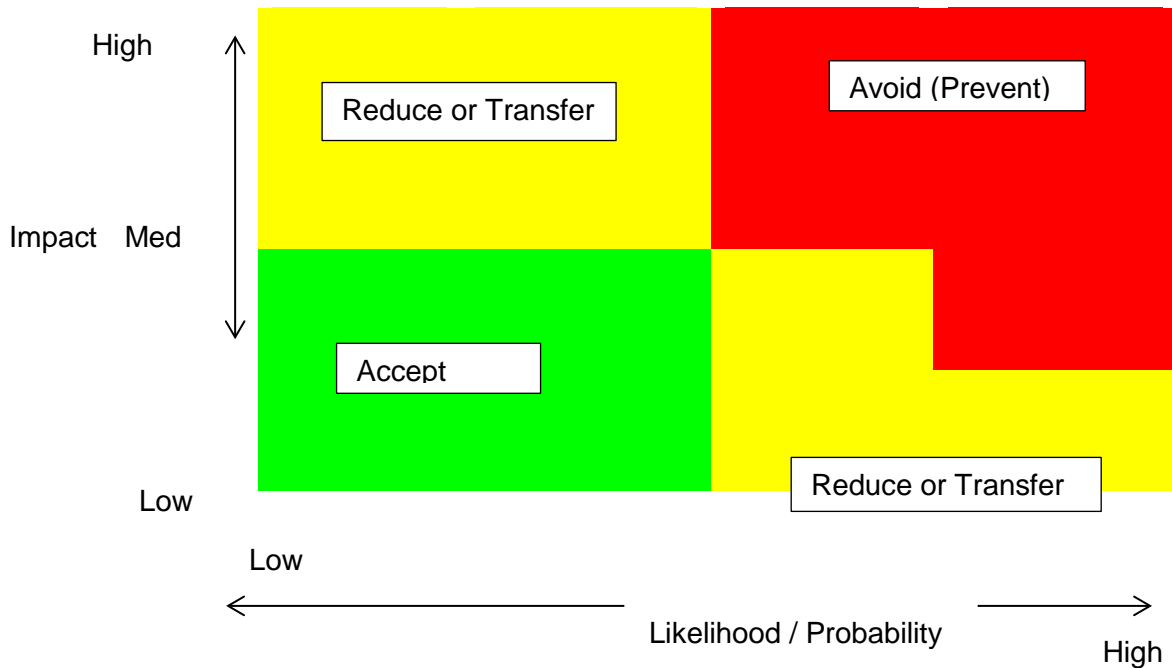 High
Reduce or Transfer
Avoid (Prevent)
Impact Med
Accept
Low
Reduce or Transfer
Low
Likelihood / Probability
High